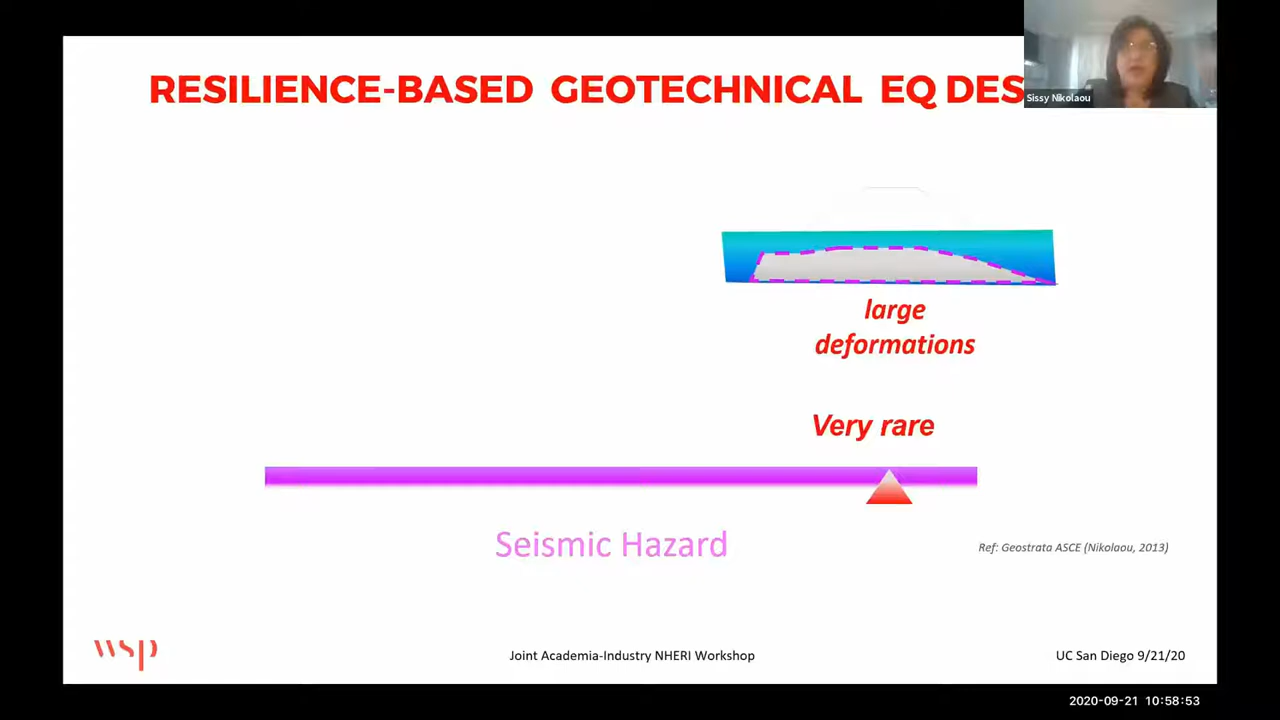 RESILIENCE-BASED GEOTECHNICAL EQ DES
Sissy Nikolaou
large
deformations
Very rare
Seismic Hazard
Ref: Geostrata ASCE (Nikolaou, 2013)
wsp
Joint Academia-Industry NHERI Workshop
UC San Diego 9/21/20
2020-09-21 10:58:53